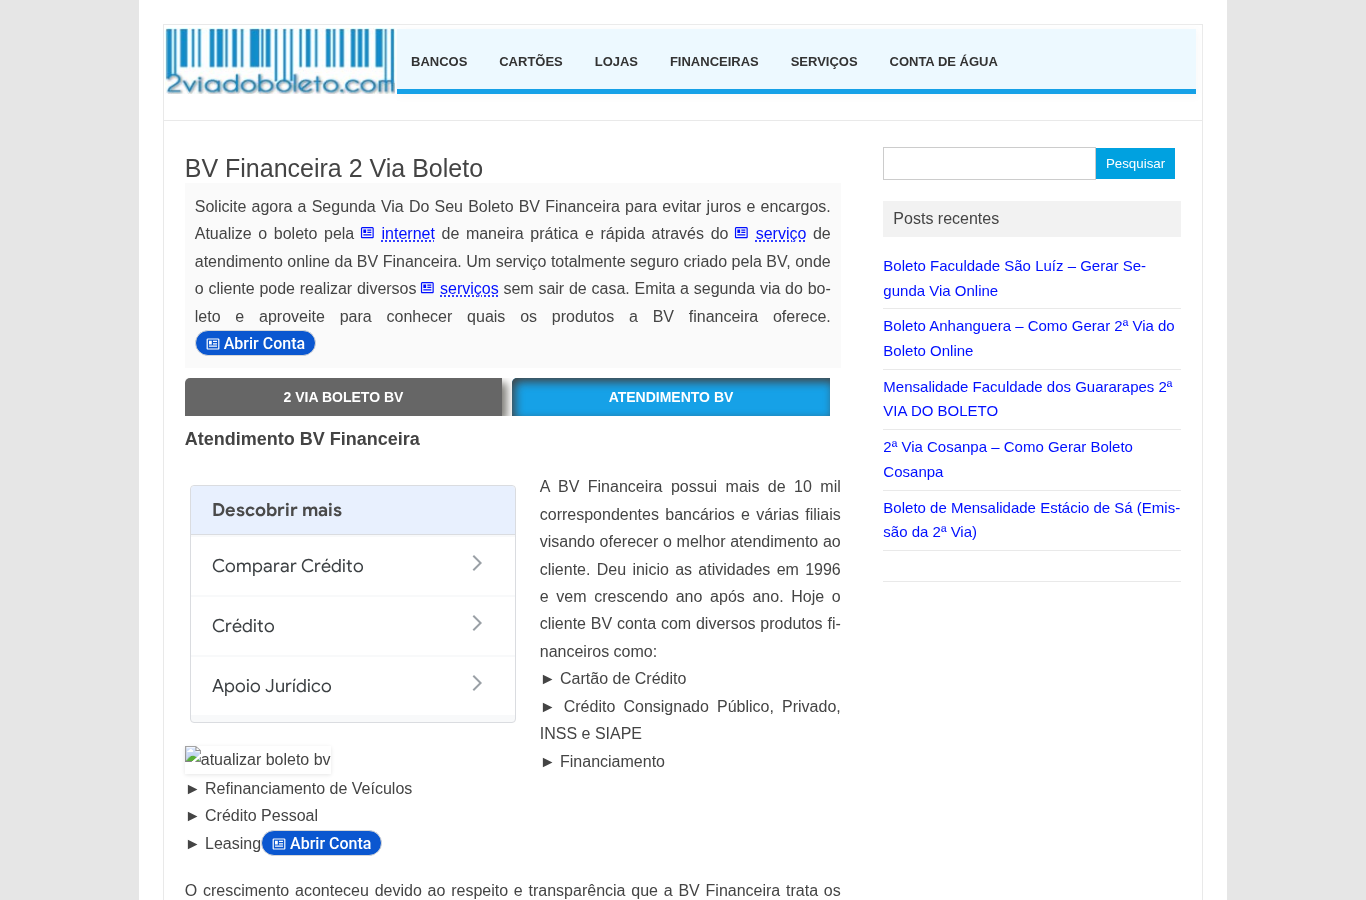 2viadoboleto.com
BANCOS CARTÕES LOJAS FINANCEIRAS SERVIÇOS CONTA DE ÁGUA
BV Financeira 2 Via Boleto
Solicite agora a Segunda Via Do Seu Boleto BV Financeira para evitar juros e encargos.
Atualize o boleto pela internet de maneira prática e rápida através do serviço de
atendimento online da BV Financeira. Um serviço totalmente seguro criado pela BV, onde
o cliente pode realizar diversos serviços sem sair de casa. Emita a segunda via do bo-
leto e aproveite para conhecer quais os produtos a BV financeira oferece.
Abrir Conta
2 VIA BOLETO BV ATENDIMENTO BV
Atendimento BV Financeira
Descobrir mais
Comparar Crédito
Crédito
Apoio Jurídico
A BV Financeira possui mais de 10 mil
correspondentes bancários e várias filiais
visando oferecer o melhor atendimento ao
cliente. Deu inicio as atividades em 1996
e vem crescendo ano após ano. Hoje o
cliente BV conta com diversos produtos fi-
nanceiros como:
► Cartão de Crédito
► Crédito Consignado Público, Privado,
INSS e SIAPE
► Financiamento
atualizar boleto bv
► Refinanciamento de Veículos
► Crédito Pessoal
► Leasing Abrir Conta
O crescimento aconteceu devido ao respeito e transparência que a BV Financeira trata os
Pesquisar
Posts recentes
Boleto Faculdade São Luíz – Gerar Se-
gunda Via Online
Boleto Anhanguera – Como Gerar 2ª Via do
Boleto Online
Mensalidade Faculdade dos Guararapes 2ª
VIA DO BOLETO
2ª Via Cosanpa – Como Gerar Boleto
Cosanpa
Boleto de Mensalidade Estácio de Sá (Emis-
são da 2ª Via)